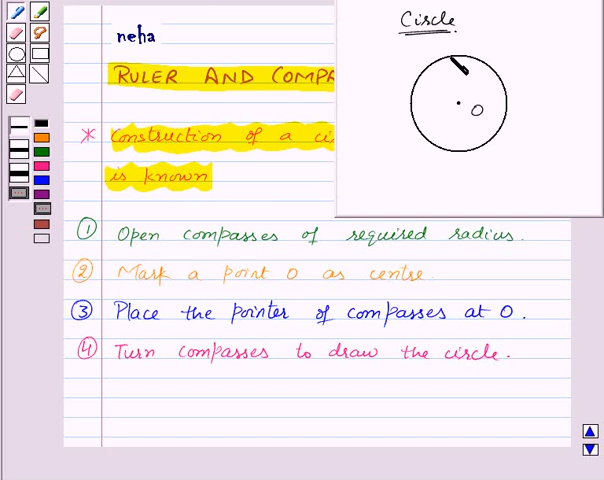 neha
RULER AND COMPA
* Construction of a ci
is known
① Open compasses of required radius.
② Mark a point O as centre.
③ Place the pointer of compasses at O.
④ Turn compasses to draw the circle.
Circle
O